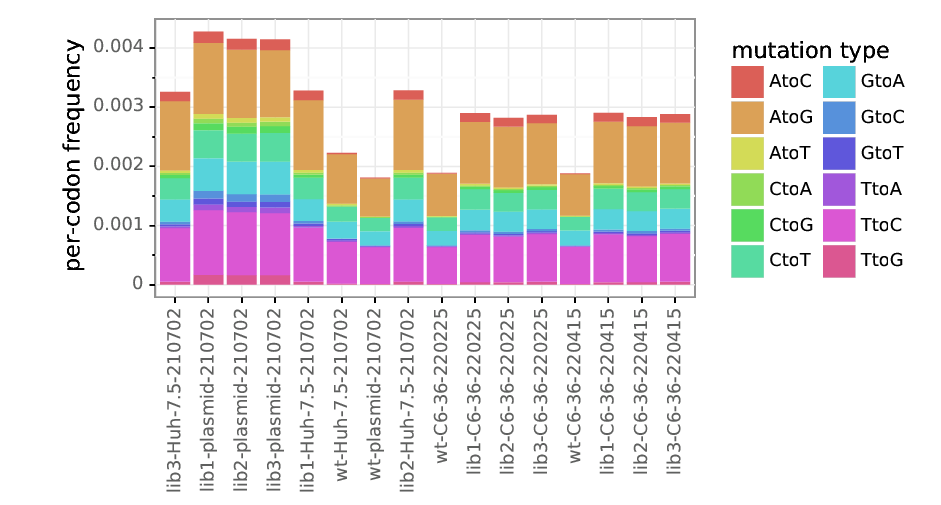 per-codon frequency
0.004
0.003
0.002
0.001
0
lib3-Huh-7.5-210702
lib1-plasmid-210702
lib2-plasmid-210702
lib3-plasmid-210702
lib1-Huh-7.5-210702
wt-Huh-7.5-210702
wt-plasmid-210702
lib2-Huh-7.5-210702
wt-C6-36-220225
lib1-C6-36-220225
lib2-C6-36-220225
lib3-C6-36-220225
wt-C6-36-220415
lib1-C6-36-220415
lib2-C6-36-220415
lib3-C6-36-220415
mutation type
AtoC
AtoG
AtoT
CtoA
CtoG
CtoT
GtoA
GtoC
GtoT
TtoA
TtoC
TtoG